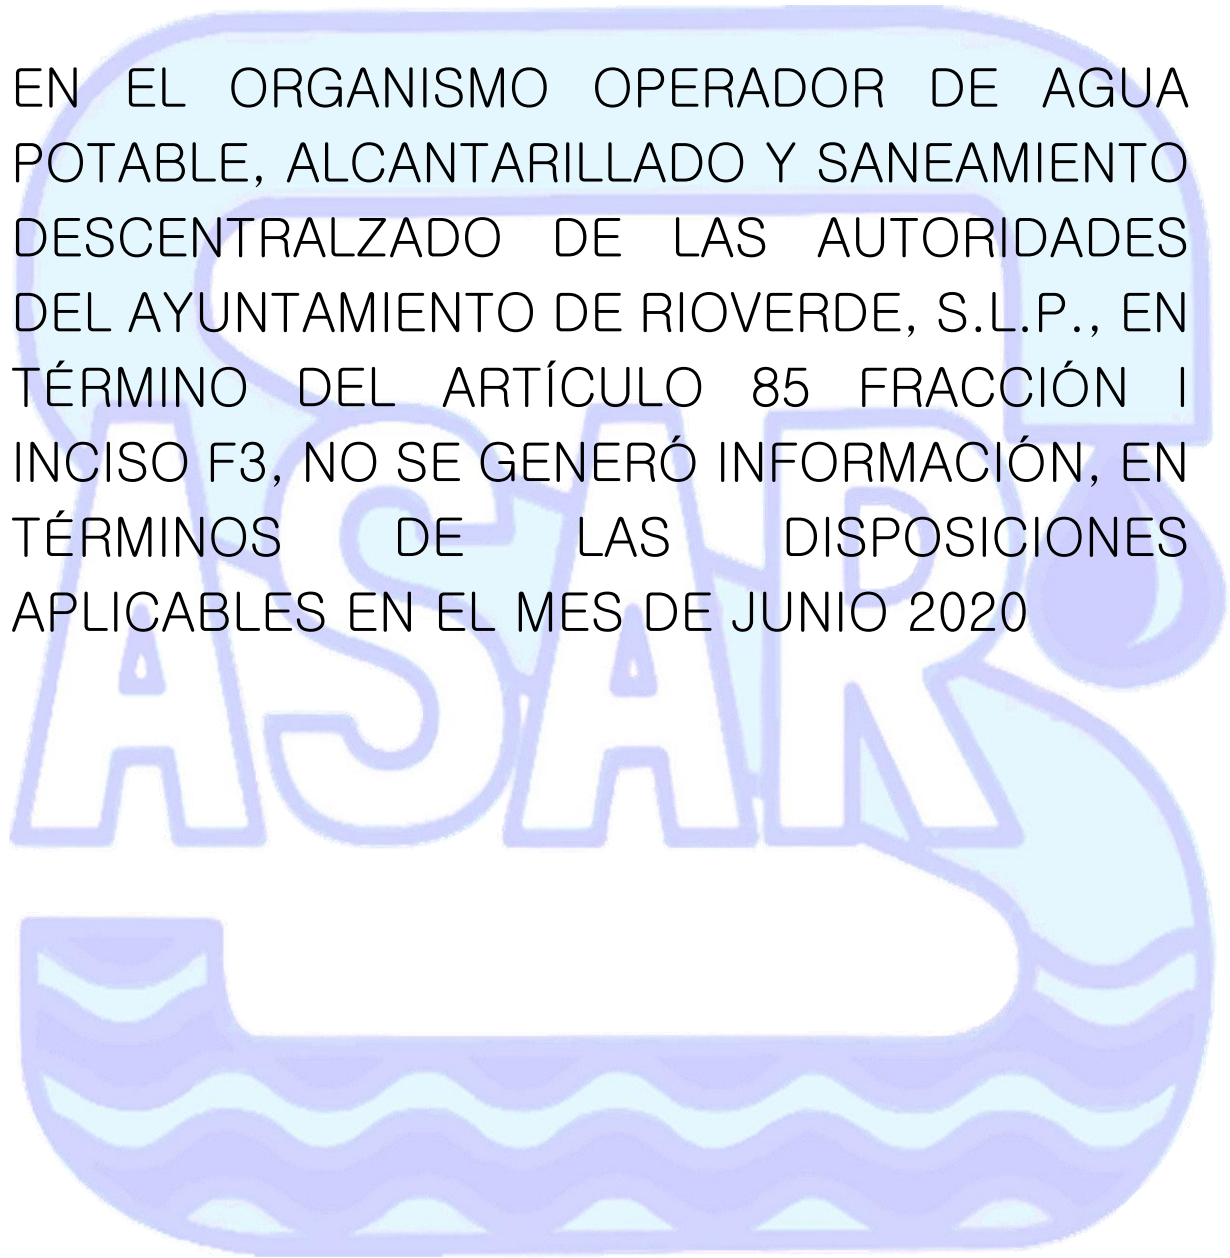 EN EL ORGANISMO OPERADOR DE AGUA
POTABLE, ALCANTARILLADO Y SANEAMIENTO
DESCENTRALZADO DE LAS AUTORIDADES
DEL AYUNTAMIENTO DE RIOVERDE, S.L.P., EN
TÉRMINO DEL ARTÍCULO 85 FRACCIÓN I
INCISO F3, NO SE GENERÓ INFORMACIÓN, EN
TÉRMINOS DE LAS DISPOSICIONES
APLICABLES EN EL MES DE JUNIO 2020
ASAR